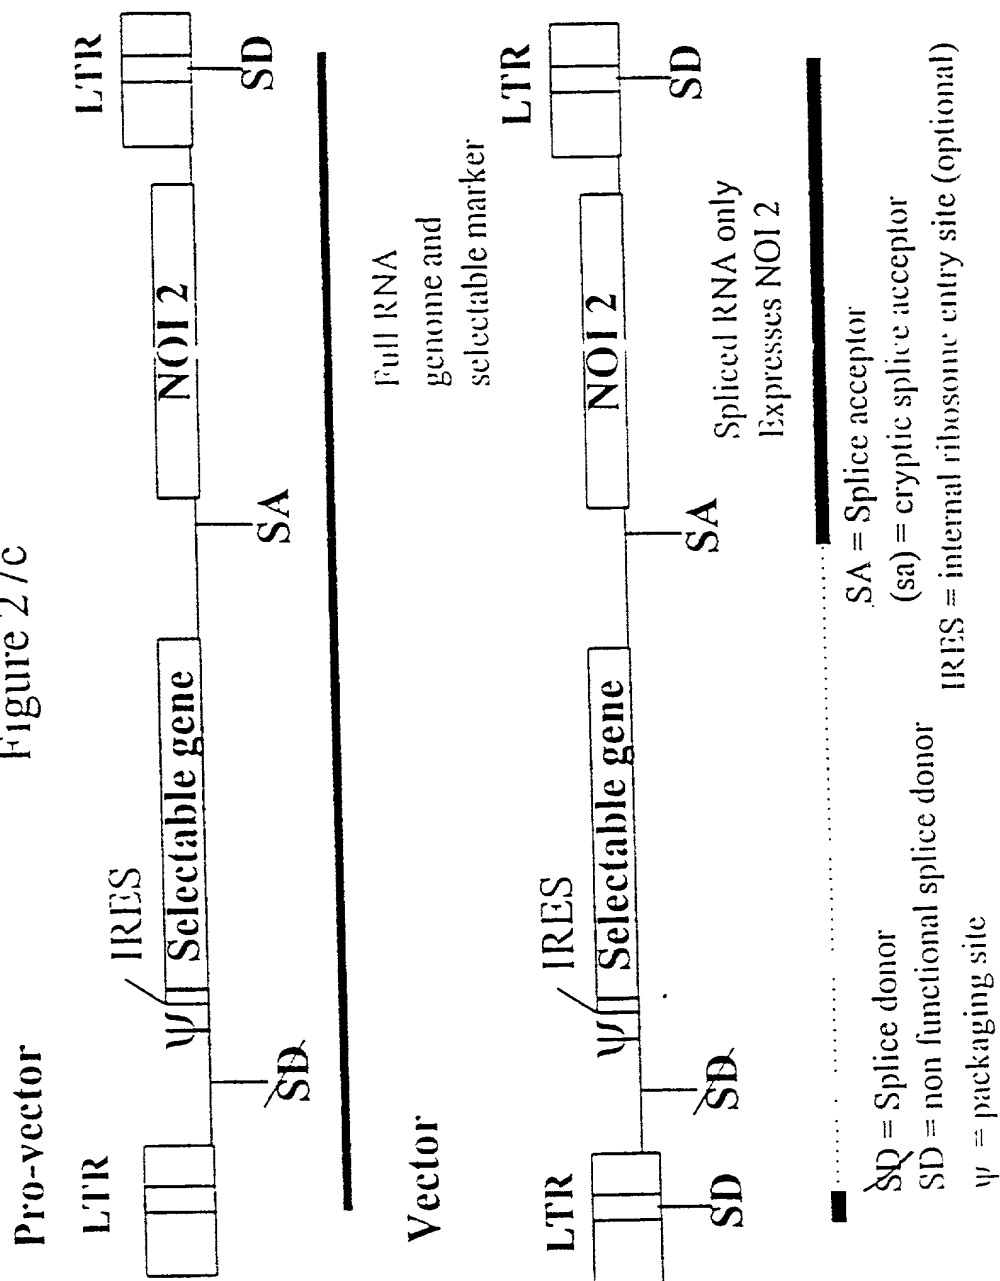 Figure 27c
Pro-vector
LTR
SD
ψ
IRES
Selectable gene
SA
NOI 2
LTR
SD
Full RNA
genome and
selectable marker
Vector
LTR
SD
SD
ψ
IRES
Selectable gene
SA
NOI 2
LTR
SD
Spliced RNA only
Expresses NOI 2
SD = Splice donor
SD = non functional splice donor
ψ = packaging site
SA = Splice acceptor
(sa) = cryptic splice acceptor
IRES = internal ribosome entry site (optional)